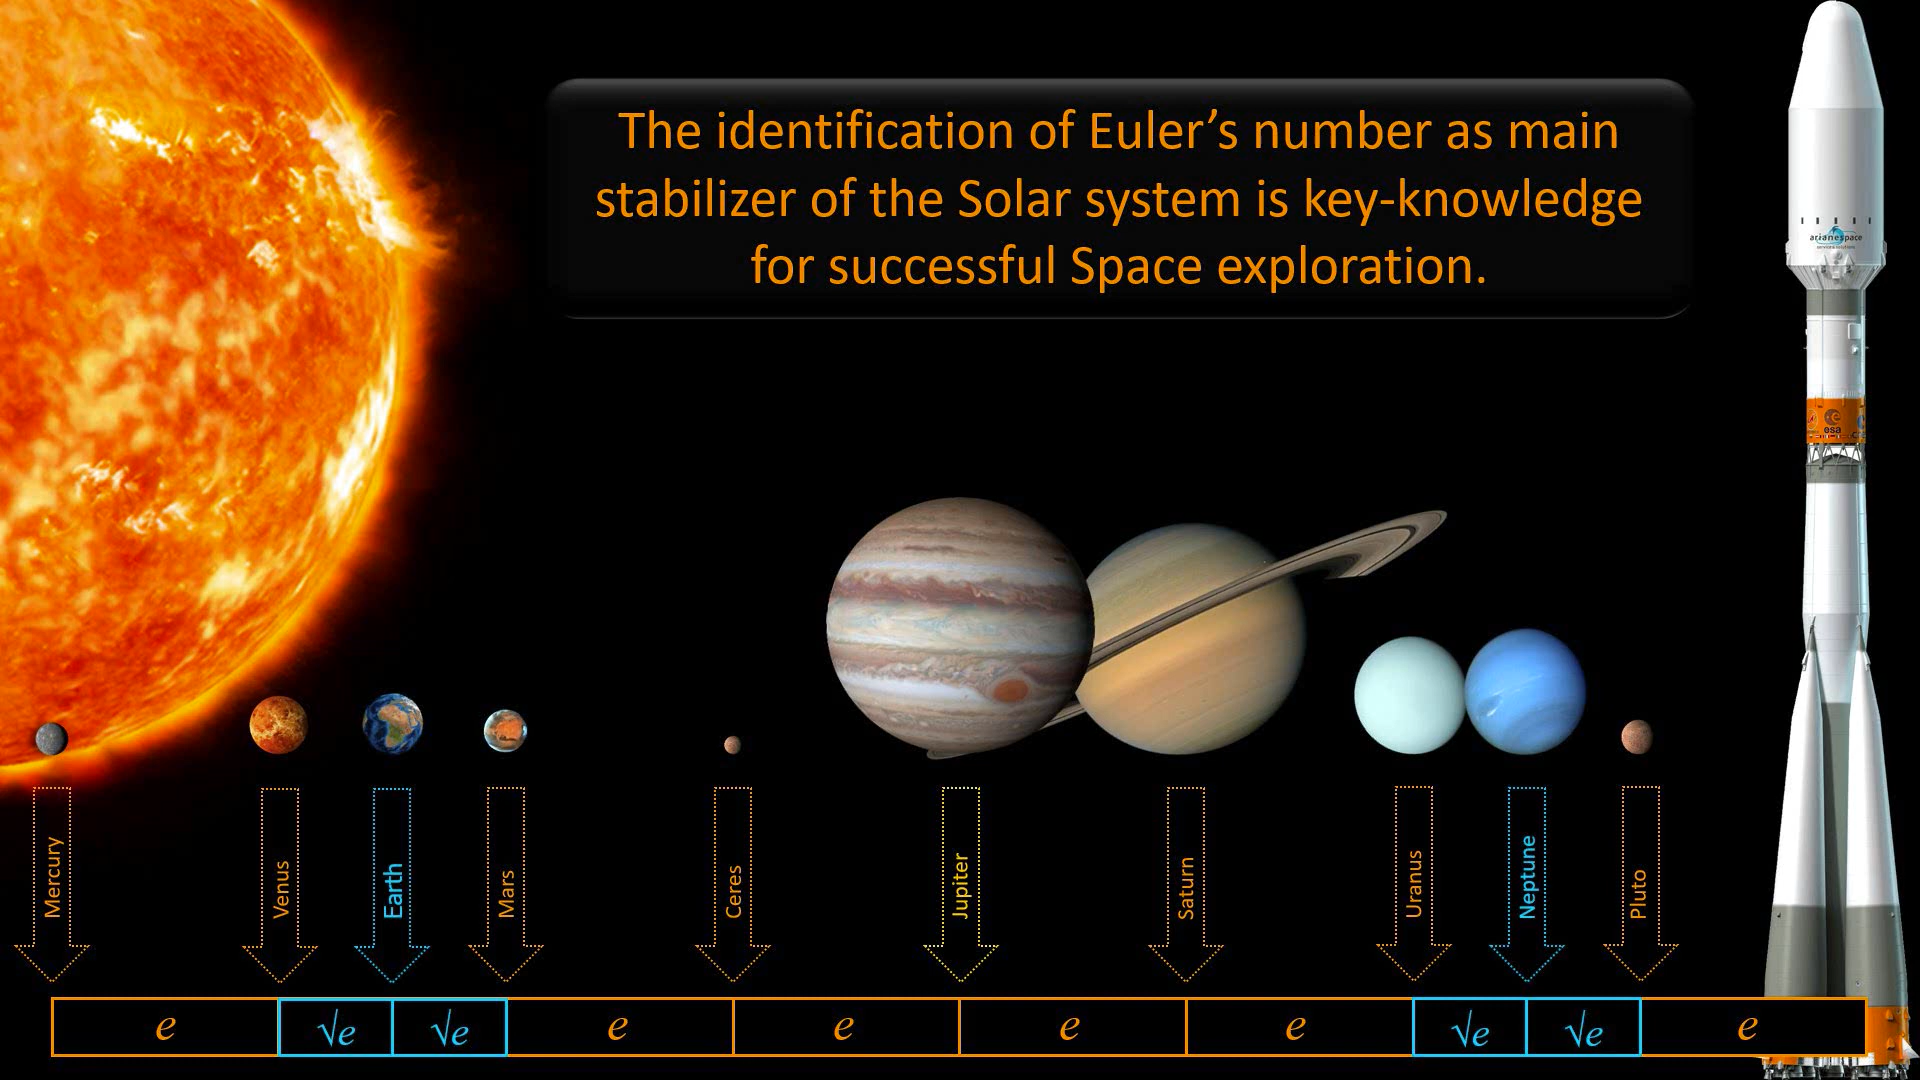 The identification of Euler’s number as main
stabilizer of the Solar system is key-knowledge
for successful Space exploration.
arianespace
esa
Mercury
Venus
Earth
Mars
Ceres
Jupiter
Saturn
Uranus
Neptune
Pluto
e √e √e e e e e √e √e e